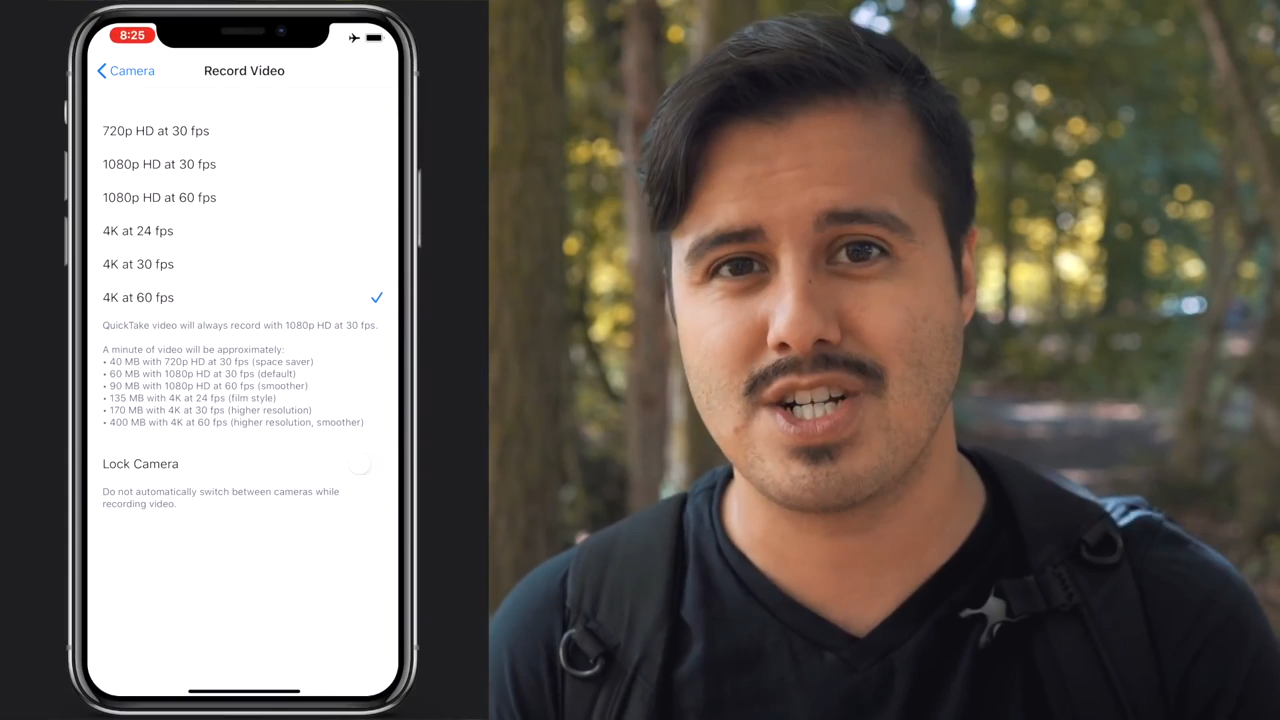 8:25
Camera
Record Video
720p HD at 30 fps
1080p HD at 30 fps
1080p HD at 60 fps
4K at 24 fps
4K at 30 fps
4K at 60 fps
QuickTake video will always record with 1080p HD at 30 fps.
A minute of video will be approximately:
• 40 MB with 720p HD at 30 fps (space saver)
• 60 MB with 1080p HD at 30 fps (default)
• 90 MB with 1080p HD at 60 fps (smoother)
• 135 MB with 4K at 24 fps (film style)
• 170 MB with 4K at 30 fps (higher resolution)
• 400 MB with 4K at 60 fps (higher resolution, smoother)
Lock Camera
Do not automatically switch between cameras while
recording video.